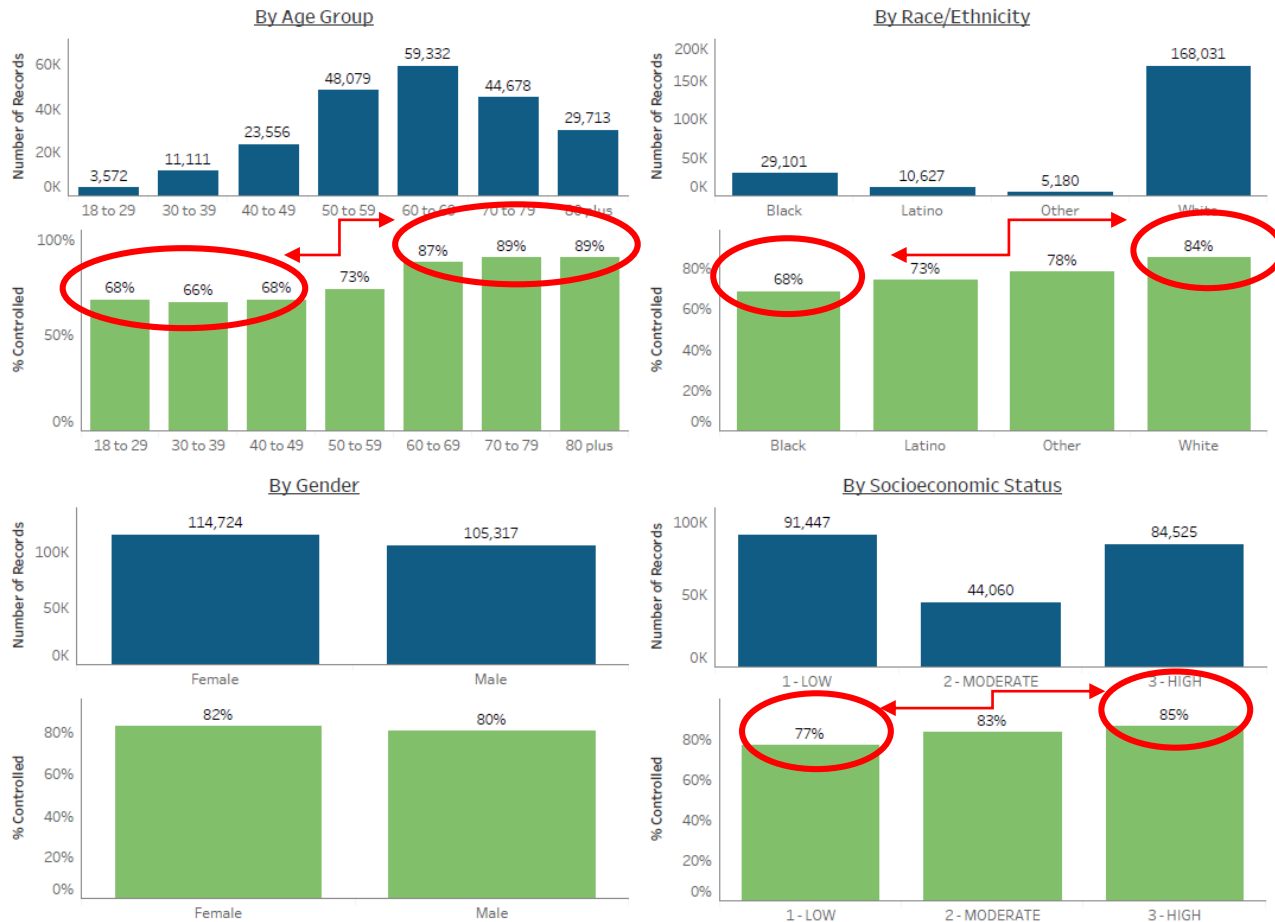 By Age Group
Number of Records
60K
40K
20K
0K
3,572
11,111
23,556
48,079
59,332
44,678
29,713
18 to 29
30 to 39
40 to 49
50 to 59
60 to 69
70 to 79
80 plus
% Controlled
100%
50%
0%
68%
66%
68%
73%
87%
89%
89%
18 to 29
30 to 39
40 to 49
50 to 59
60 to 69
70 to 79
80 plus
By Race/Ethnicity
Number of Records
200K
150K
100K
50K
0K
29,101
10,627
5,180
168,031
Black
Latino
Other
White
% Controlled
80%
60%
40%
20%
0%
68%
73%
78%
84%
Black
Latino
Other
White
By Gender
Number of Records
100K
50K
0K
114,724
105,317
Female
Male
% Controlled
80%
60%
40%
20%
0%
82%
80%
Female
Male
By Socioeconomic Status
Number of Records
100K
50K
0K
91,447
44,060
84,525
1 - LOW
2 - MODERATE
3 - HIGH
% Controlled
80%
60%
40%
20%
0%
77%
83%
85%
1 - LOW
2 - MODERATE
3 - HIGH